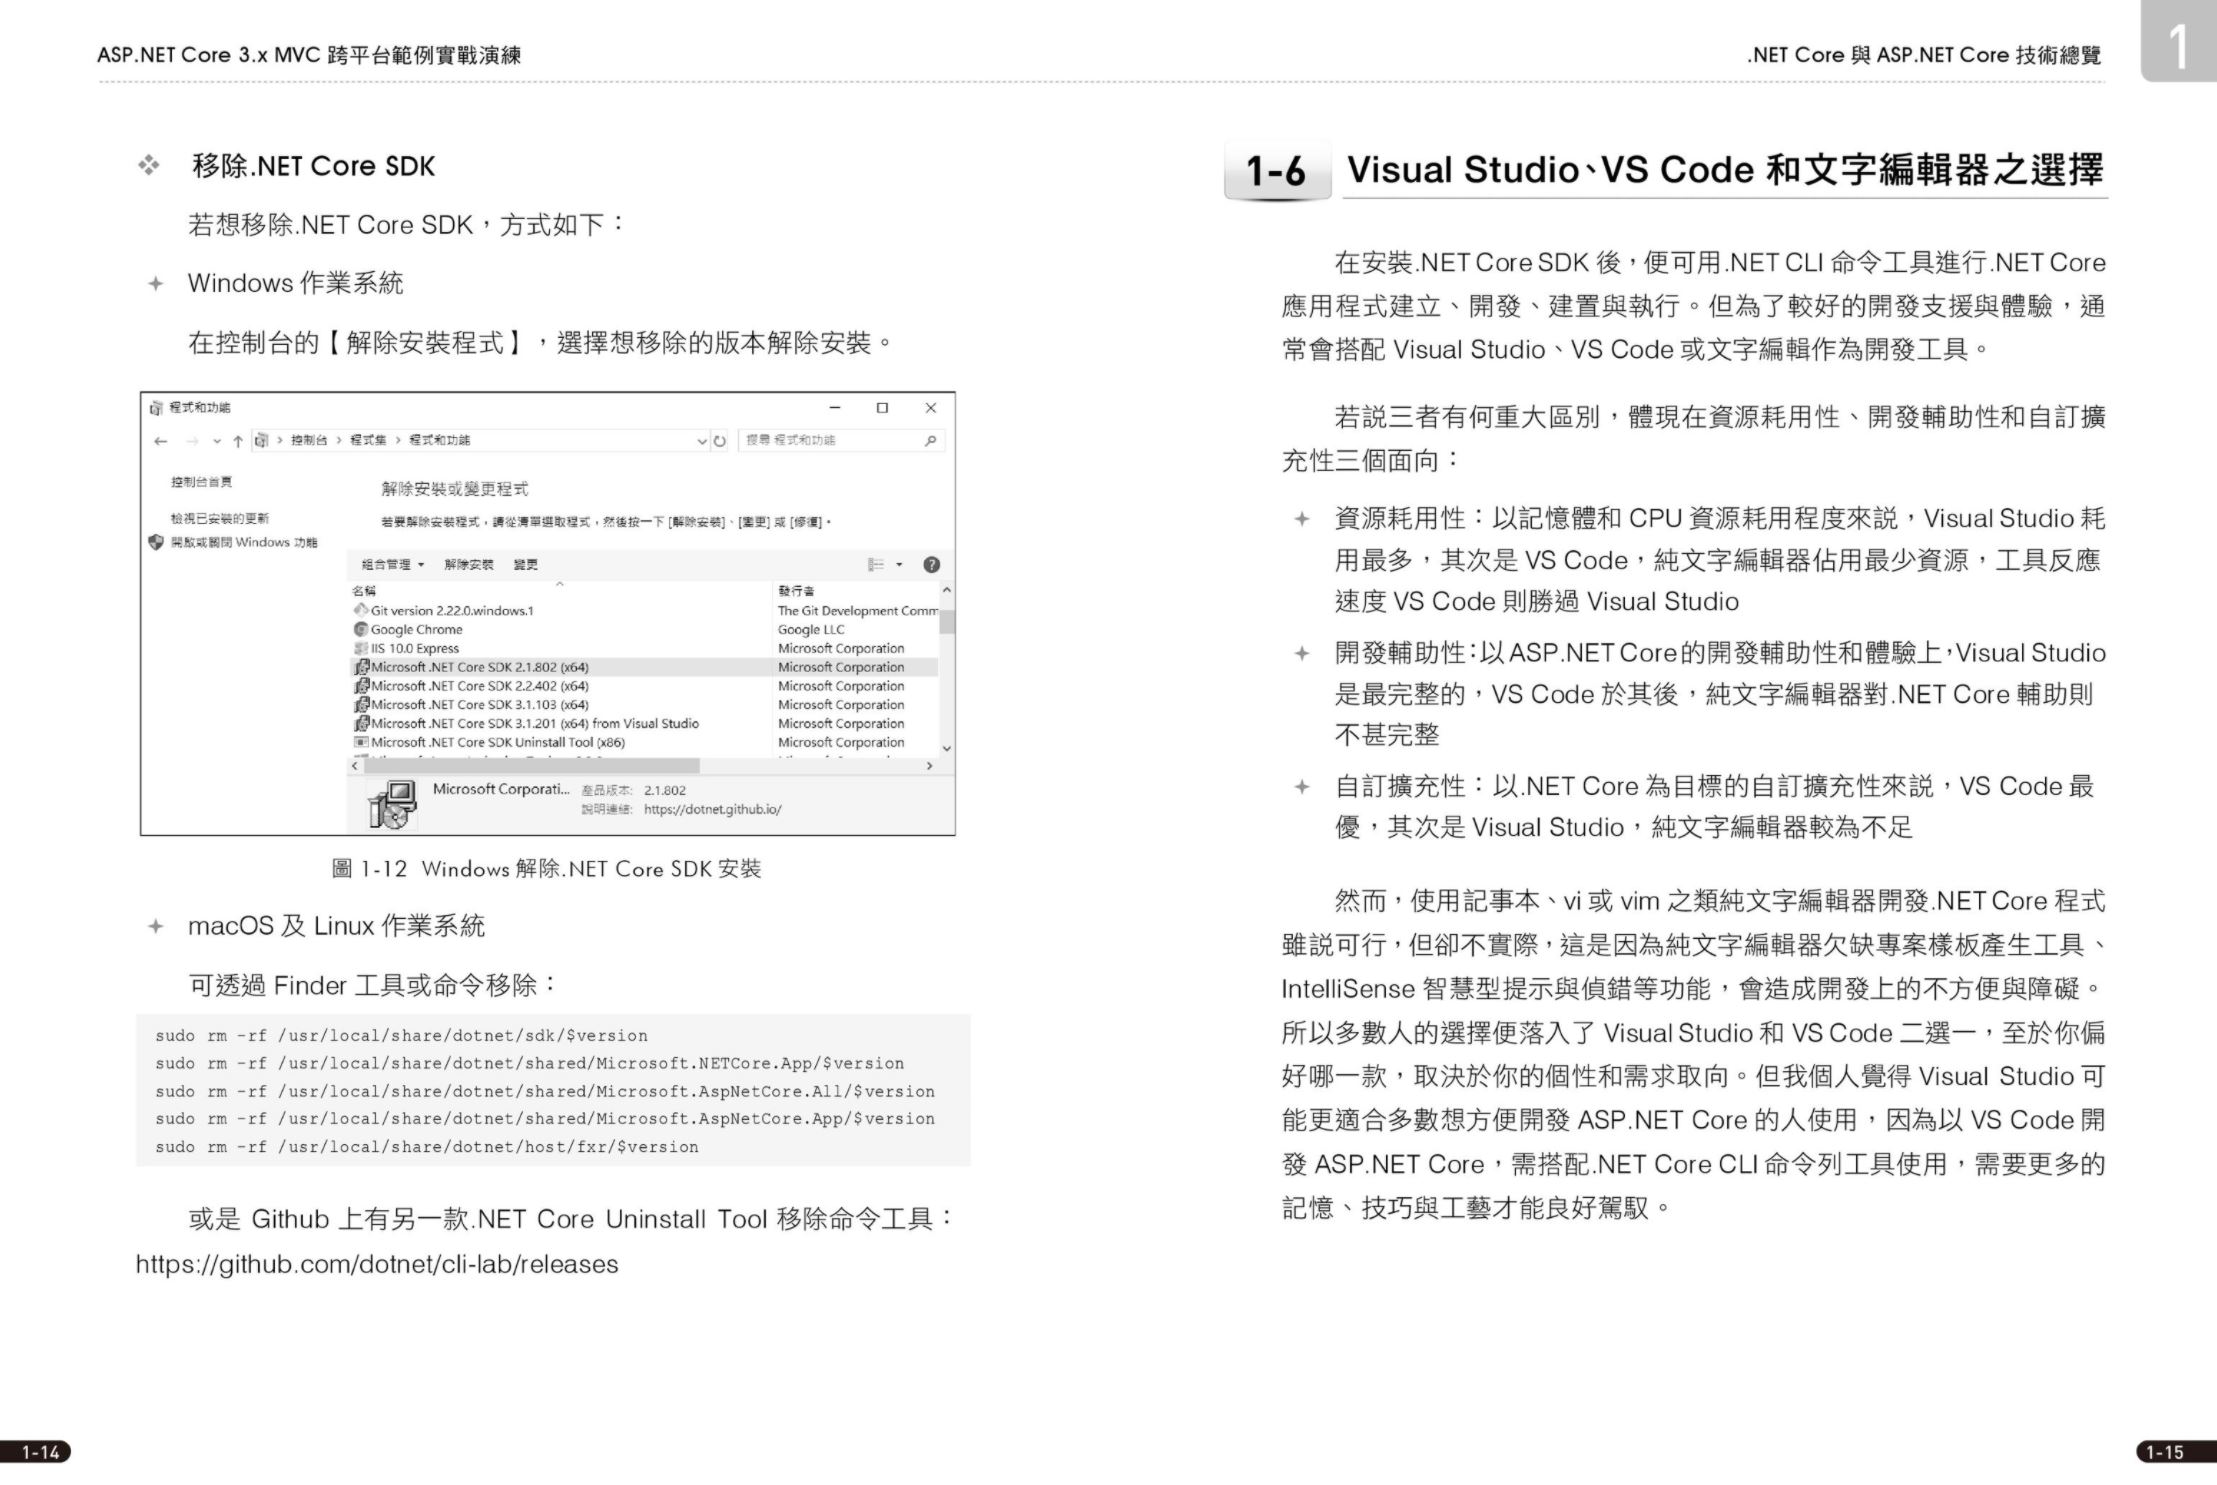 ASP.NET Core 3.x MVC 跨平台範例實戰演練
❖ 移除.NET Core SDK
若想移除.NET Core SDK，方式如下：
✦ Windows 作業系統
在控制台的【解除安裝程式】，選擇想移除的版本解除安裝。
程式和功能
控制台 › 程式集 › 程式和功能
搜尋 程式和功能
控制台首頁
檢視已安裝的更新
開啟或關閉 Windows 功能
解除安裝或變更程式
若要解除安裝程式，請從清單選取程式，然後按一下 [解除安裝]、[變更] 或 [修復]。
組合管理 解除安裝 變更
名稱 發行者
Git version 2.22.0.windows.1 The Git Development Comm
Google Chrome Google LLC
IIS 10.0 Express Microsoft Corporation
Microsoft .NET Core SDK 2.1.802 (x64) Microsoft Corporation
Microsoft .NET Core SDK 2.2.402 (x64) Microsoft Corporation
Microsoft .NET Core SDK 3.1.103 (x64) Microsoft Corporation
Microsoft .NET Core SDK 3.1.201 (x64) from Visual Studio Microsoft Corporation
Microsoft .NET Core SDK Uninstall Tool (x86) Microsoft Corporation
Microsoft Corporati... 產品版本: 2.1.802
說明連結: https://dotnet.github.io/
圖 1-12 Windows 解除.NET Core SDK 安裝
✦ macOS 及 Linux 作業系統
可透過 Finder 工具或命令移除：
sudo rm -rf /usr/local/share/dotnet/sdk/$version
sudo rm -rf /usr/local/share/dotnet/shared/Microsoft.NETCore.App/$version
sudo rm -rf /usr/local/share/dotnet/shared/Microsoft.AspNetCore.All/$version
sudo rm -rf /usr/local/share/dotnet/shared/Microsoft.AspNetCore.App/$version
sudo rm -rf /usr/local/share/dotnet/host/fxr/$version
或是 Github 上有另一款.NET Core Uninstall Tool 移除命令工具：
https://github.com/dotnet/cli-lab/releases
1-14
.NET Core 與 ASP.NET Core 技術總覽
1
1-6 Visual Studio、VS Code 和文字編輯器之選擇
在安裝.NET Core SDK 後，便可用.NET CLI 命令工具進行.NET Core
應用程式建立、開發、建置與執行。但為了較好的開發支援與體驗，通
常會搭配 Visual Studio、VS Code 或文字編輯作為開發工具。
若說三者有何重大區別，體現在資源耗用性、開發輔助性和自訂擴
充性三個面向：
✦ 資源耗用性：以記憶體和 CPU 資源耗用程度來說，Visual Studio 耗
用最多，其次是 VS Code，純文字編輯器佔用最少資源，工具反應
速度 VS Code 則勝過 Visual Studio
✦ 開發輔助性：以 ASP.NET Core的開發輔助性和體驗上，Visual Studio
是最完整的，VS Code 於其後，純文字編輯器對.NET Core 輔助則
不甚完整
✦ 自訂擴充性：以.NET Core 為目標的自訂擴充性來說，VS Code 最
優，其次是 Visual Studio，純文字編輯器較為不足
然而，使用記事本、vi 或 vim 之類純文字編輯器開發.NET Core 程式
雖說可行，但卻不實際，這是因為純文字編輯器欠缺專案樣板產生工具、
IntelliSense 智慧型提示與偵錯等功能，會造成開發上的不方便與障礙。
所以多數人的選擇便落入了 Visual Studio 和 VS Code 二選一，至於你偏
好哪一款，取決於你的個性和需求取向。但我個人覺得 Visual Studio 可
能更適合多數想方便開發 ASP.NET Core 的人使用，因為以 VS Code 開
發 ASP.NET Core，需搭配.NET Core CLI 命令列工具使用，需要更多的
記憶、技巧與工藝才能良好駕馭。
1-15